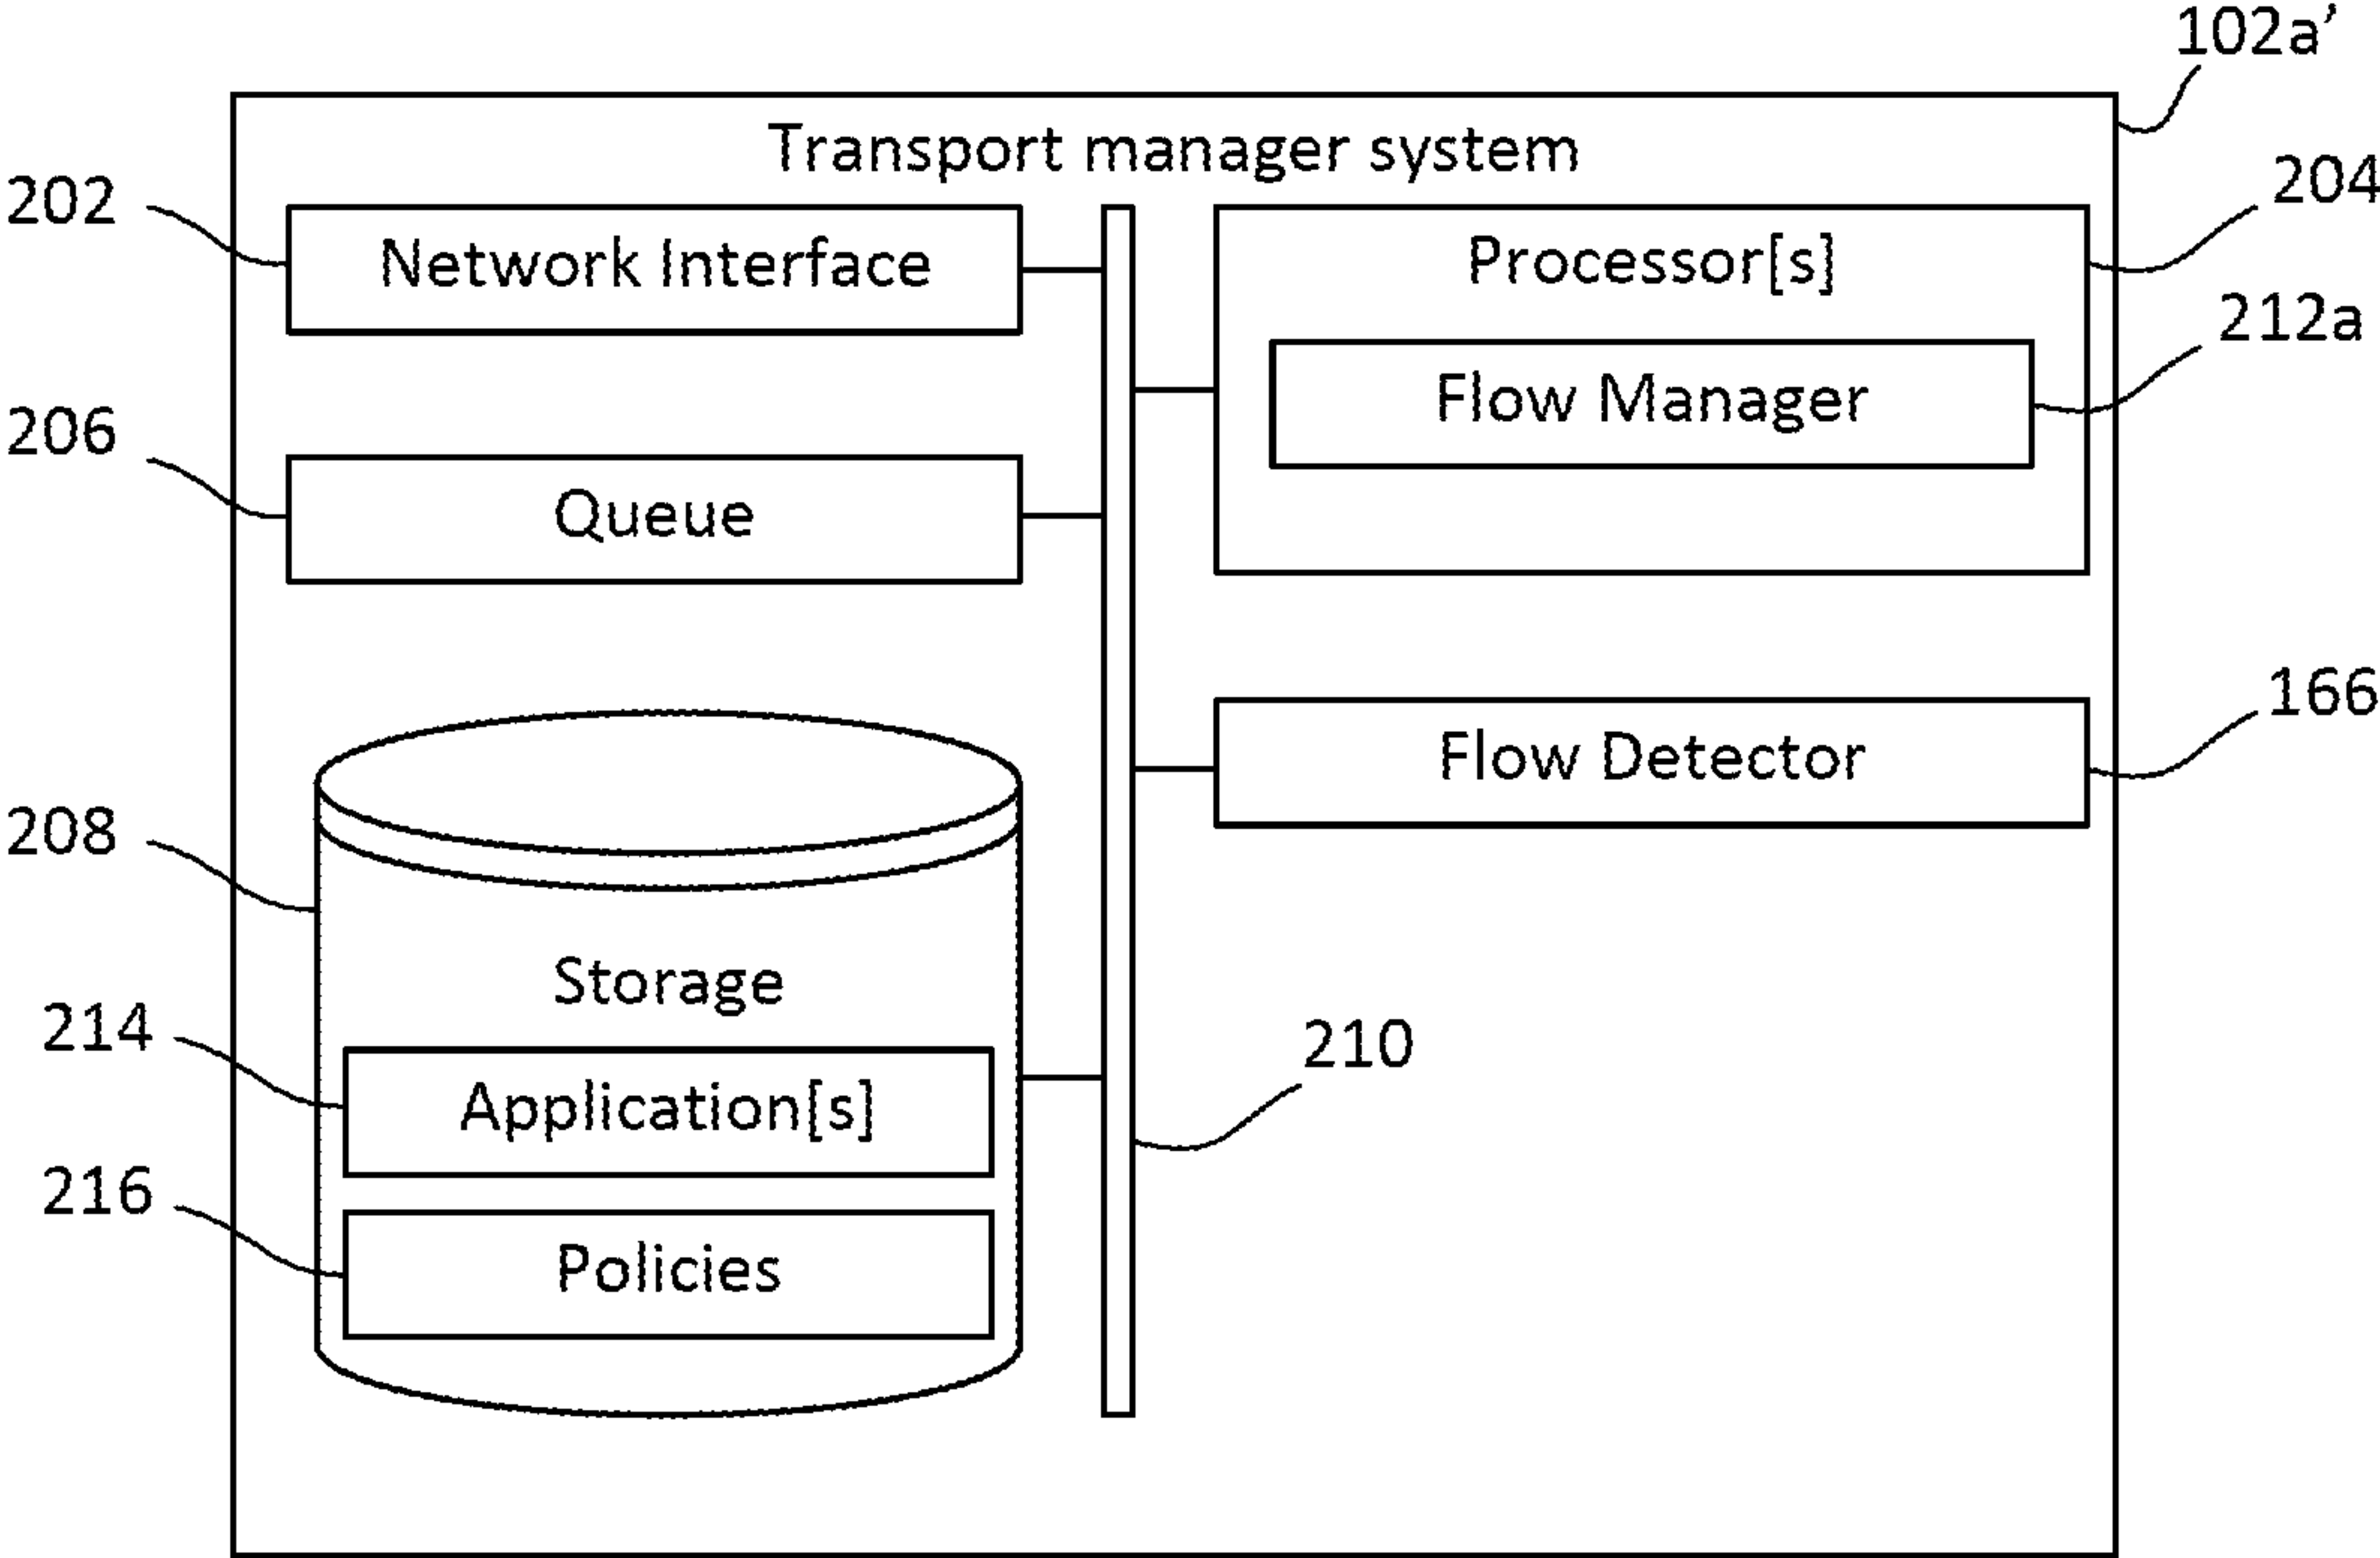 102a’
Transport manager system
202
Network Interface
Processor[s]
204
212a
Flow Manager
206
Queue
166
Flow Detector
208
Storage
214
Application[s]
210
216
Policies